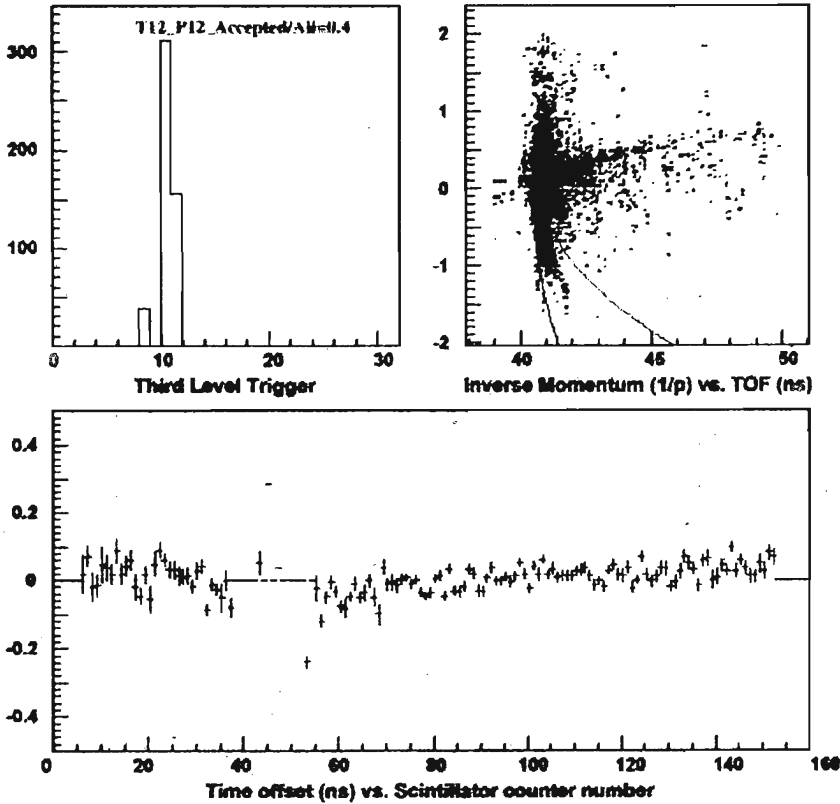 T12_P12_Accepted/All=0.4
300
200
100
0 10 20 30
Third Level Trigger
2
1
0
-1
-2
40 45 50
Inverse Momentum (1/p) vs. TOF (ns)
0.4
0.2
0
-0.2
-0.4
0 20 40 60 80 100 120 140 160
Time offset (ns) vs. Scintillator counter number